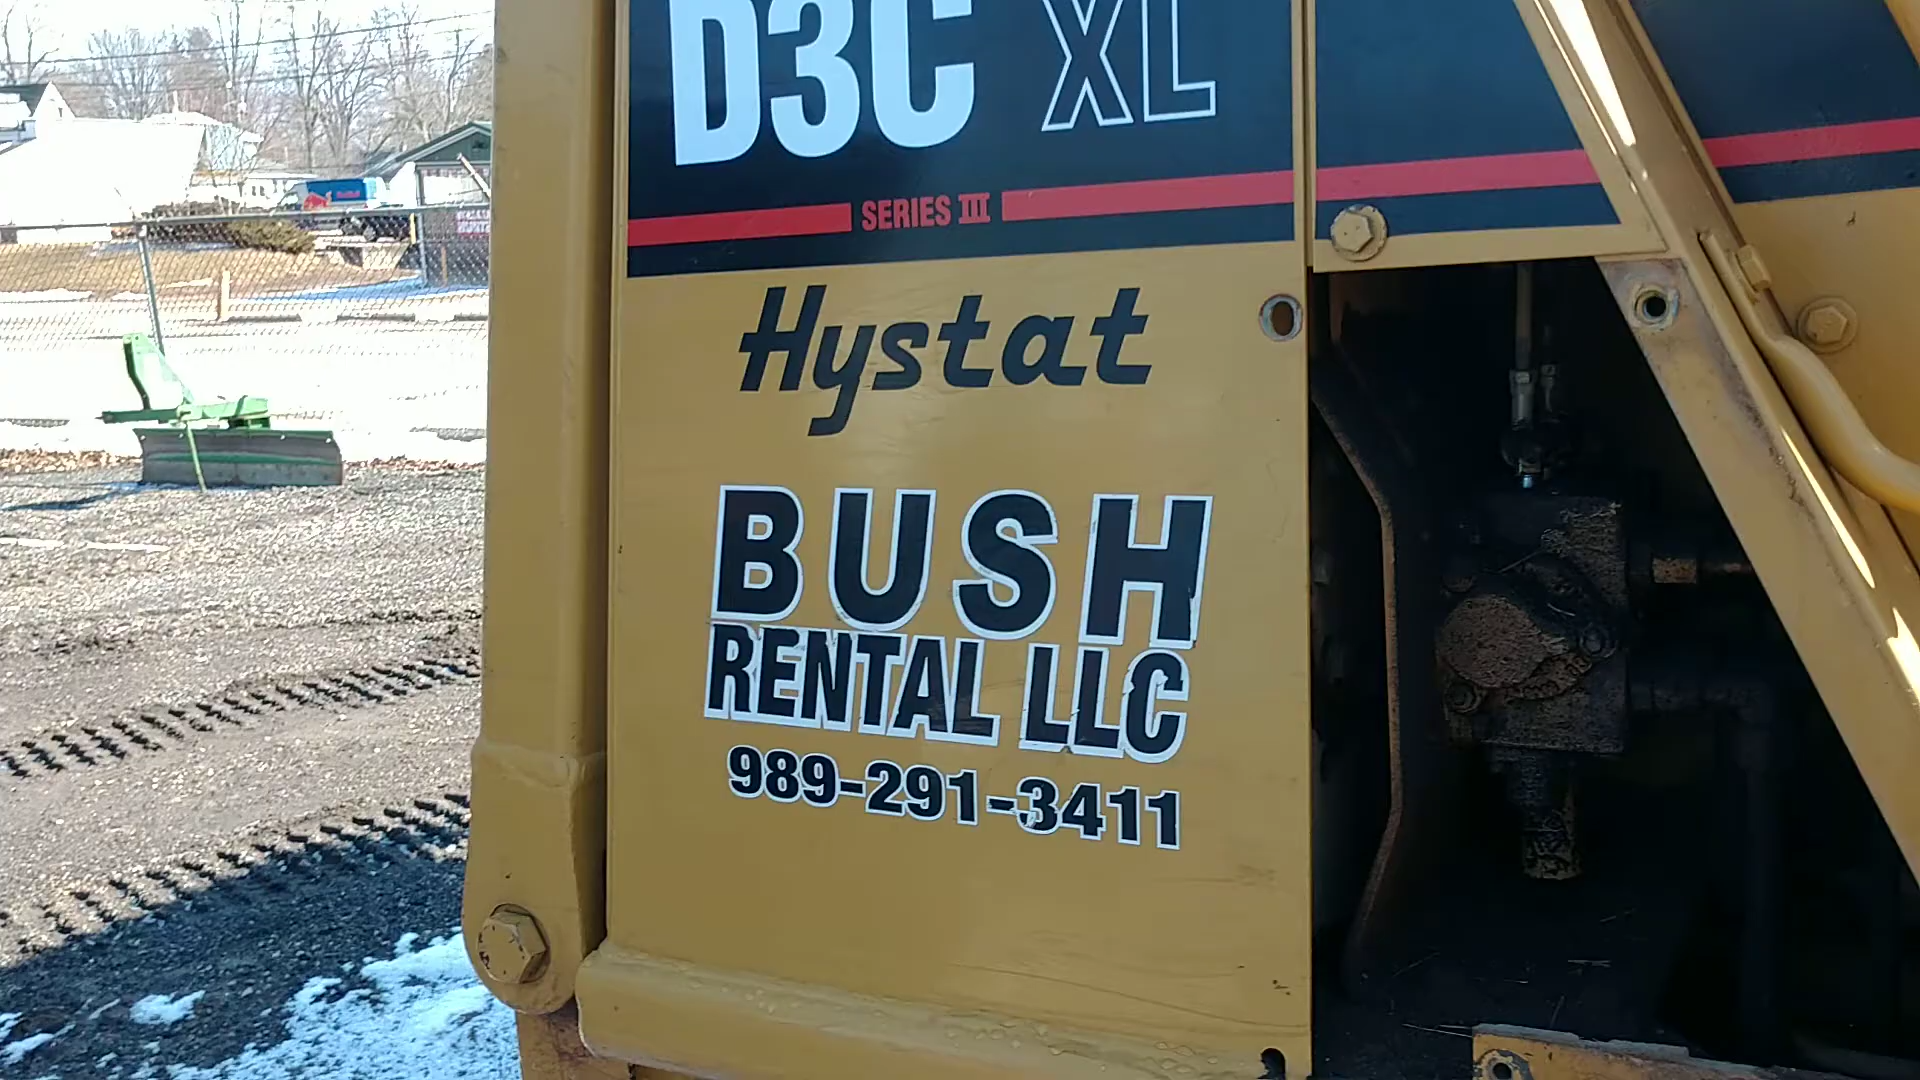 D3C XL
SERIES III
Hystat
BUSH
RENTAL LLC
989-291-3411